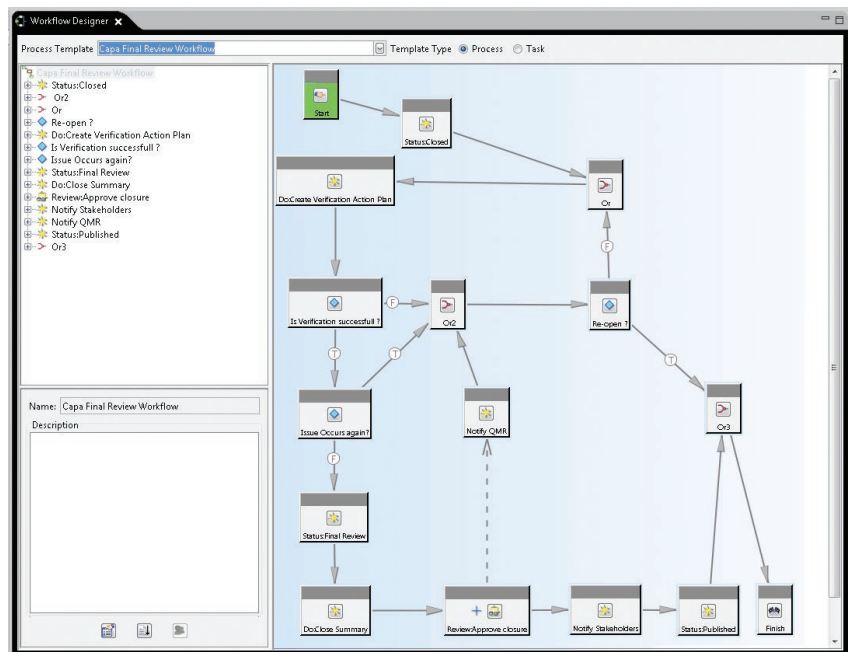 Workflow Designer
Process Template Capa Final Review Workflow Template Type Process Task
Capa Final Review Workflow
Status:Closed
Or2
Or
Re-open ?
Do:Create Verification Action Plan
Is Verification successfull ?
Issue Occurs again?
Status:Final Review
Do:Close Summary
Review:Approve closure
Notify Stakeholders
Notify QMR
Status:Published
Or3
Name: Capa Final Review Workflow
Description
Start
Status:Closed
Do:Create Verification Action Plan
Or
F
Is Verification successfull ?
F
Or2
Re-open ?
T
T
T
Issue Occurs again?
Notify QMR
Or3
F
Status:Final Review
Do:Close Summary
Review:Approve closure
Notify Stakeholders
Status:Published
Finish